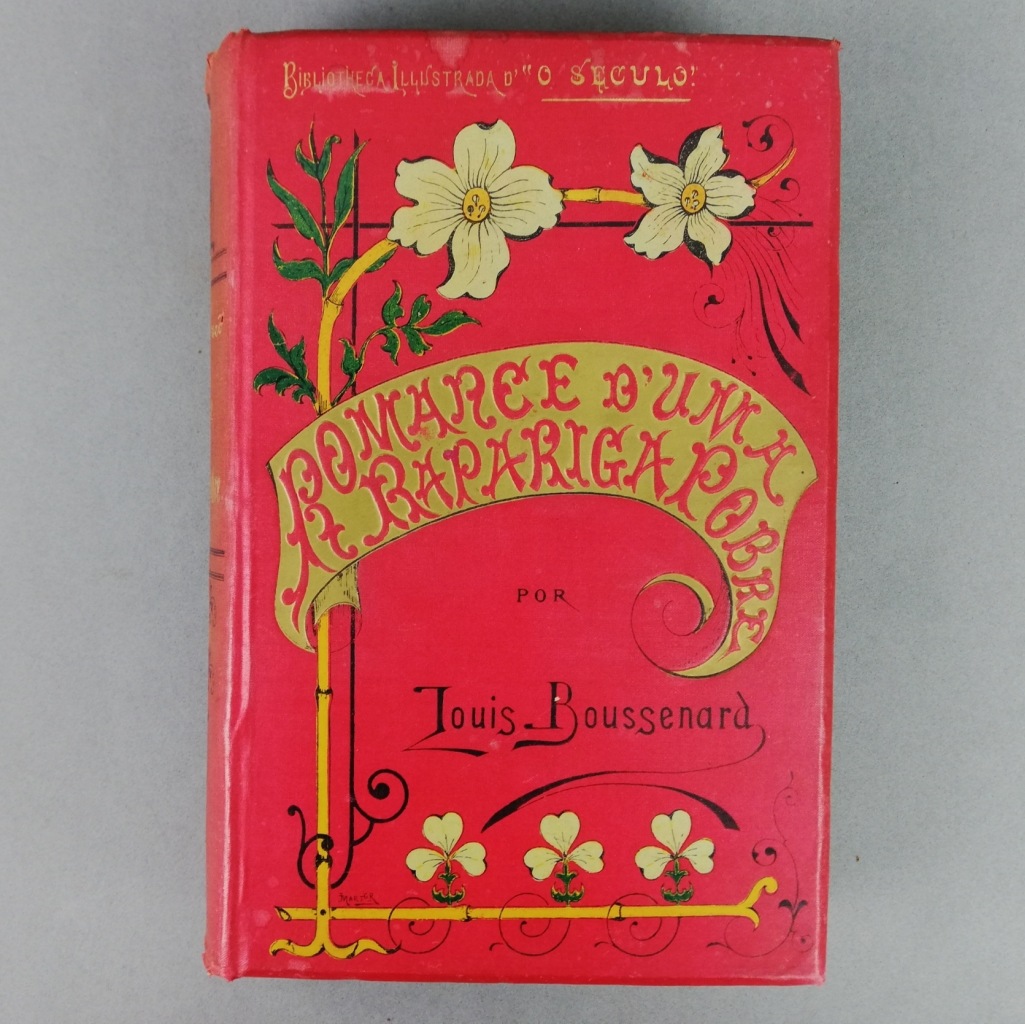 BIBLIOTHECA ILLUSTRADA D'"O SECULO"
ROMANCE D'UMA
RAPARIGA POBRE
POR
Louis Boussenard